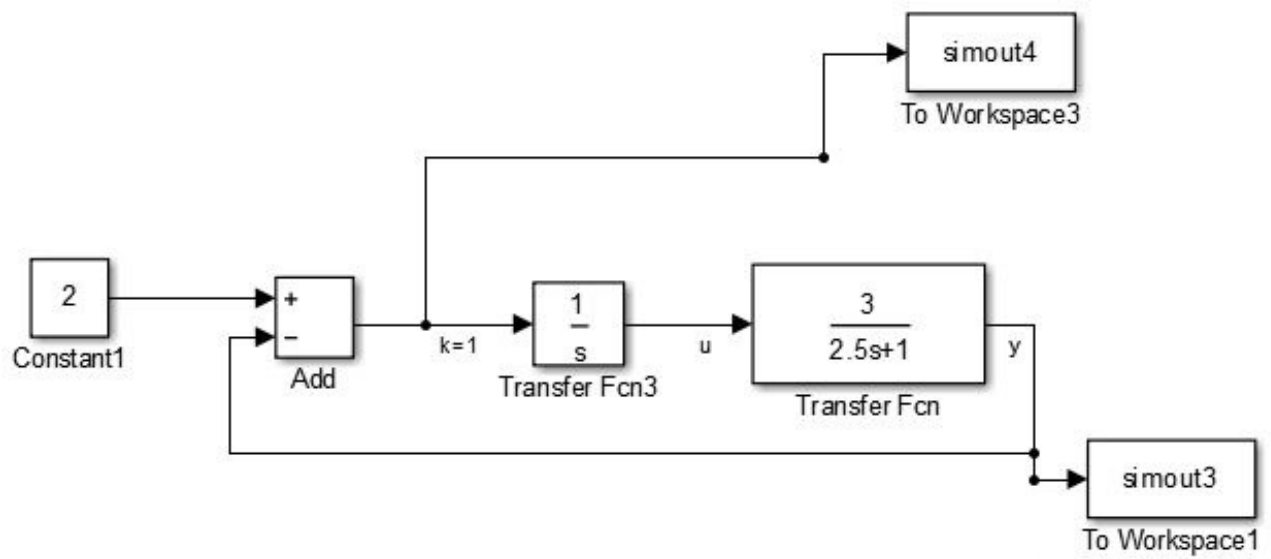 simout4
To Workspace3
2
Constant1
+
−
Add
k=1
1
s
Transfer Fcn3
u
3
2.5s+1
Transfer Fcn
y
simout3
To Workspace1